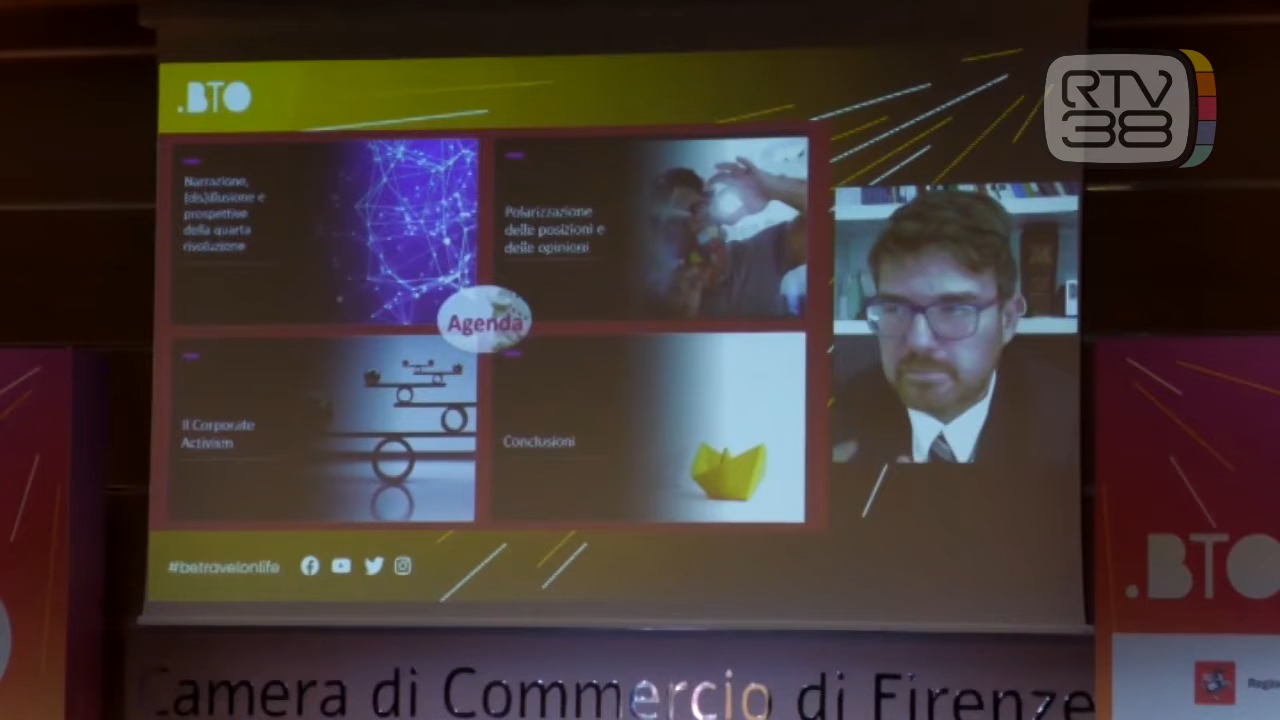 .BTO
RTV
38
Narrazione,
(dis)illusione e
prospettive
della quarta
rivoluzione
Polarizzazione
delle posizioni e
delle opinioni
Agenda
Il Corporate
Activism
Conclusioni
#betravelonlife
.BTO
Camera di Commercio di Firenze